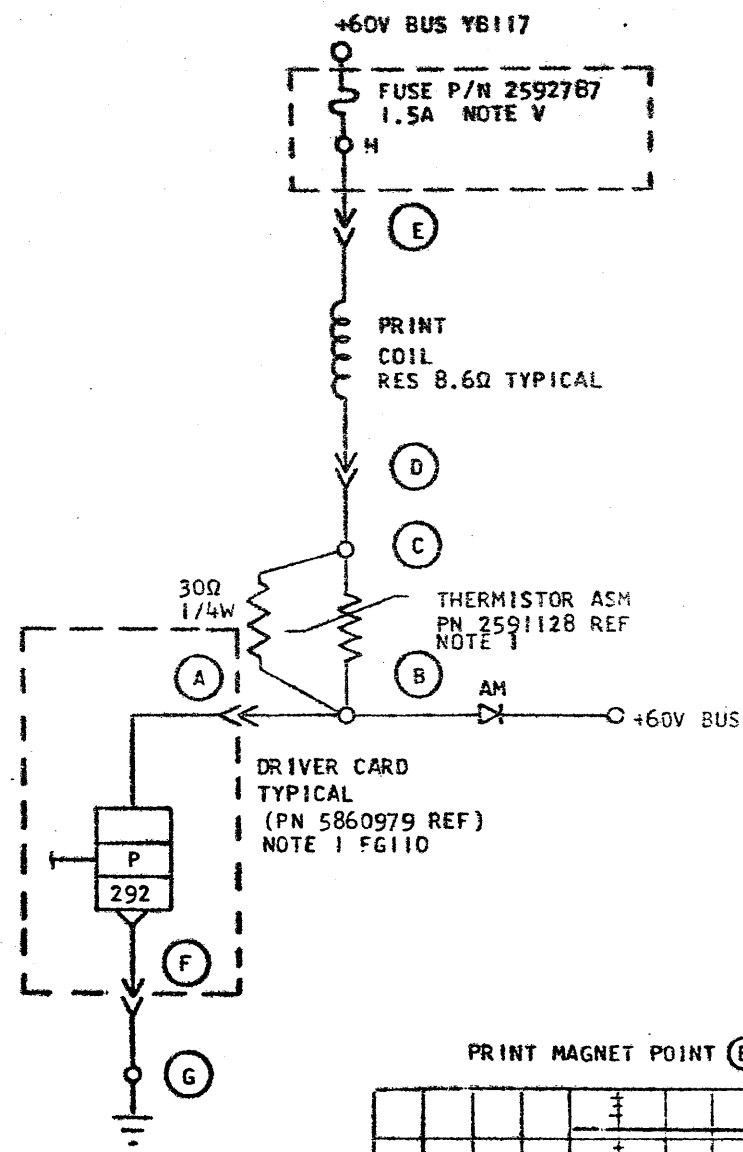 +60V BUS YB117
FUSE P/N 2592787
1.5A NOTE V
H
E
PRINT
COIL
RES 8.6Ω TYPICAL
D
C
30Ω
1/4W
THERMISTOR ASM
PN 2591128 REF
NOTE 1
A
B
AM
+60V BUS
DRIVER CARD
TYPICAL
(PN 5860979 REF)
NOTE 1 FG110
P
292
F
G
PRINT MAGNET POINT